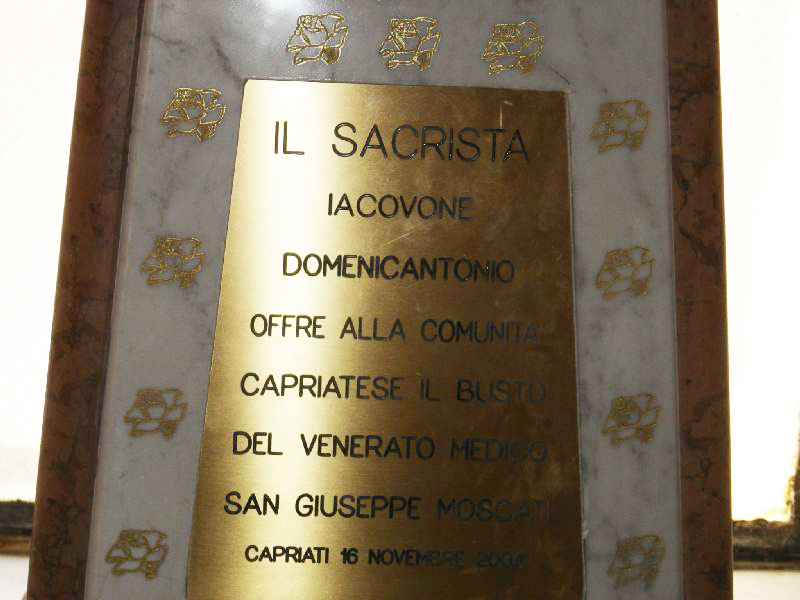 IL SACRISTA
IACOVONE
DOMENICANTONIO
OFFRE ALLA COMUNITA'
CAPRIATESE IL BUSTO
DEL VENERATO MEDICO
SAN GIUSEPPE MOSCATI
CAPRIATI 16 NOVEMBRE